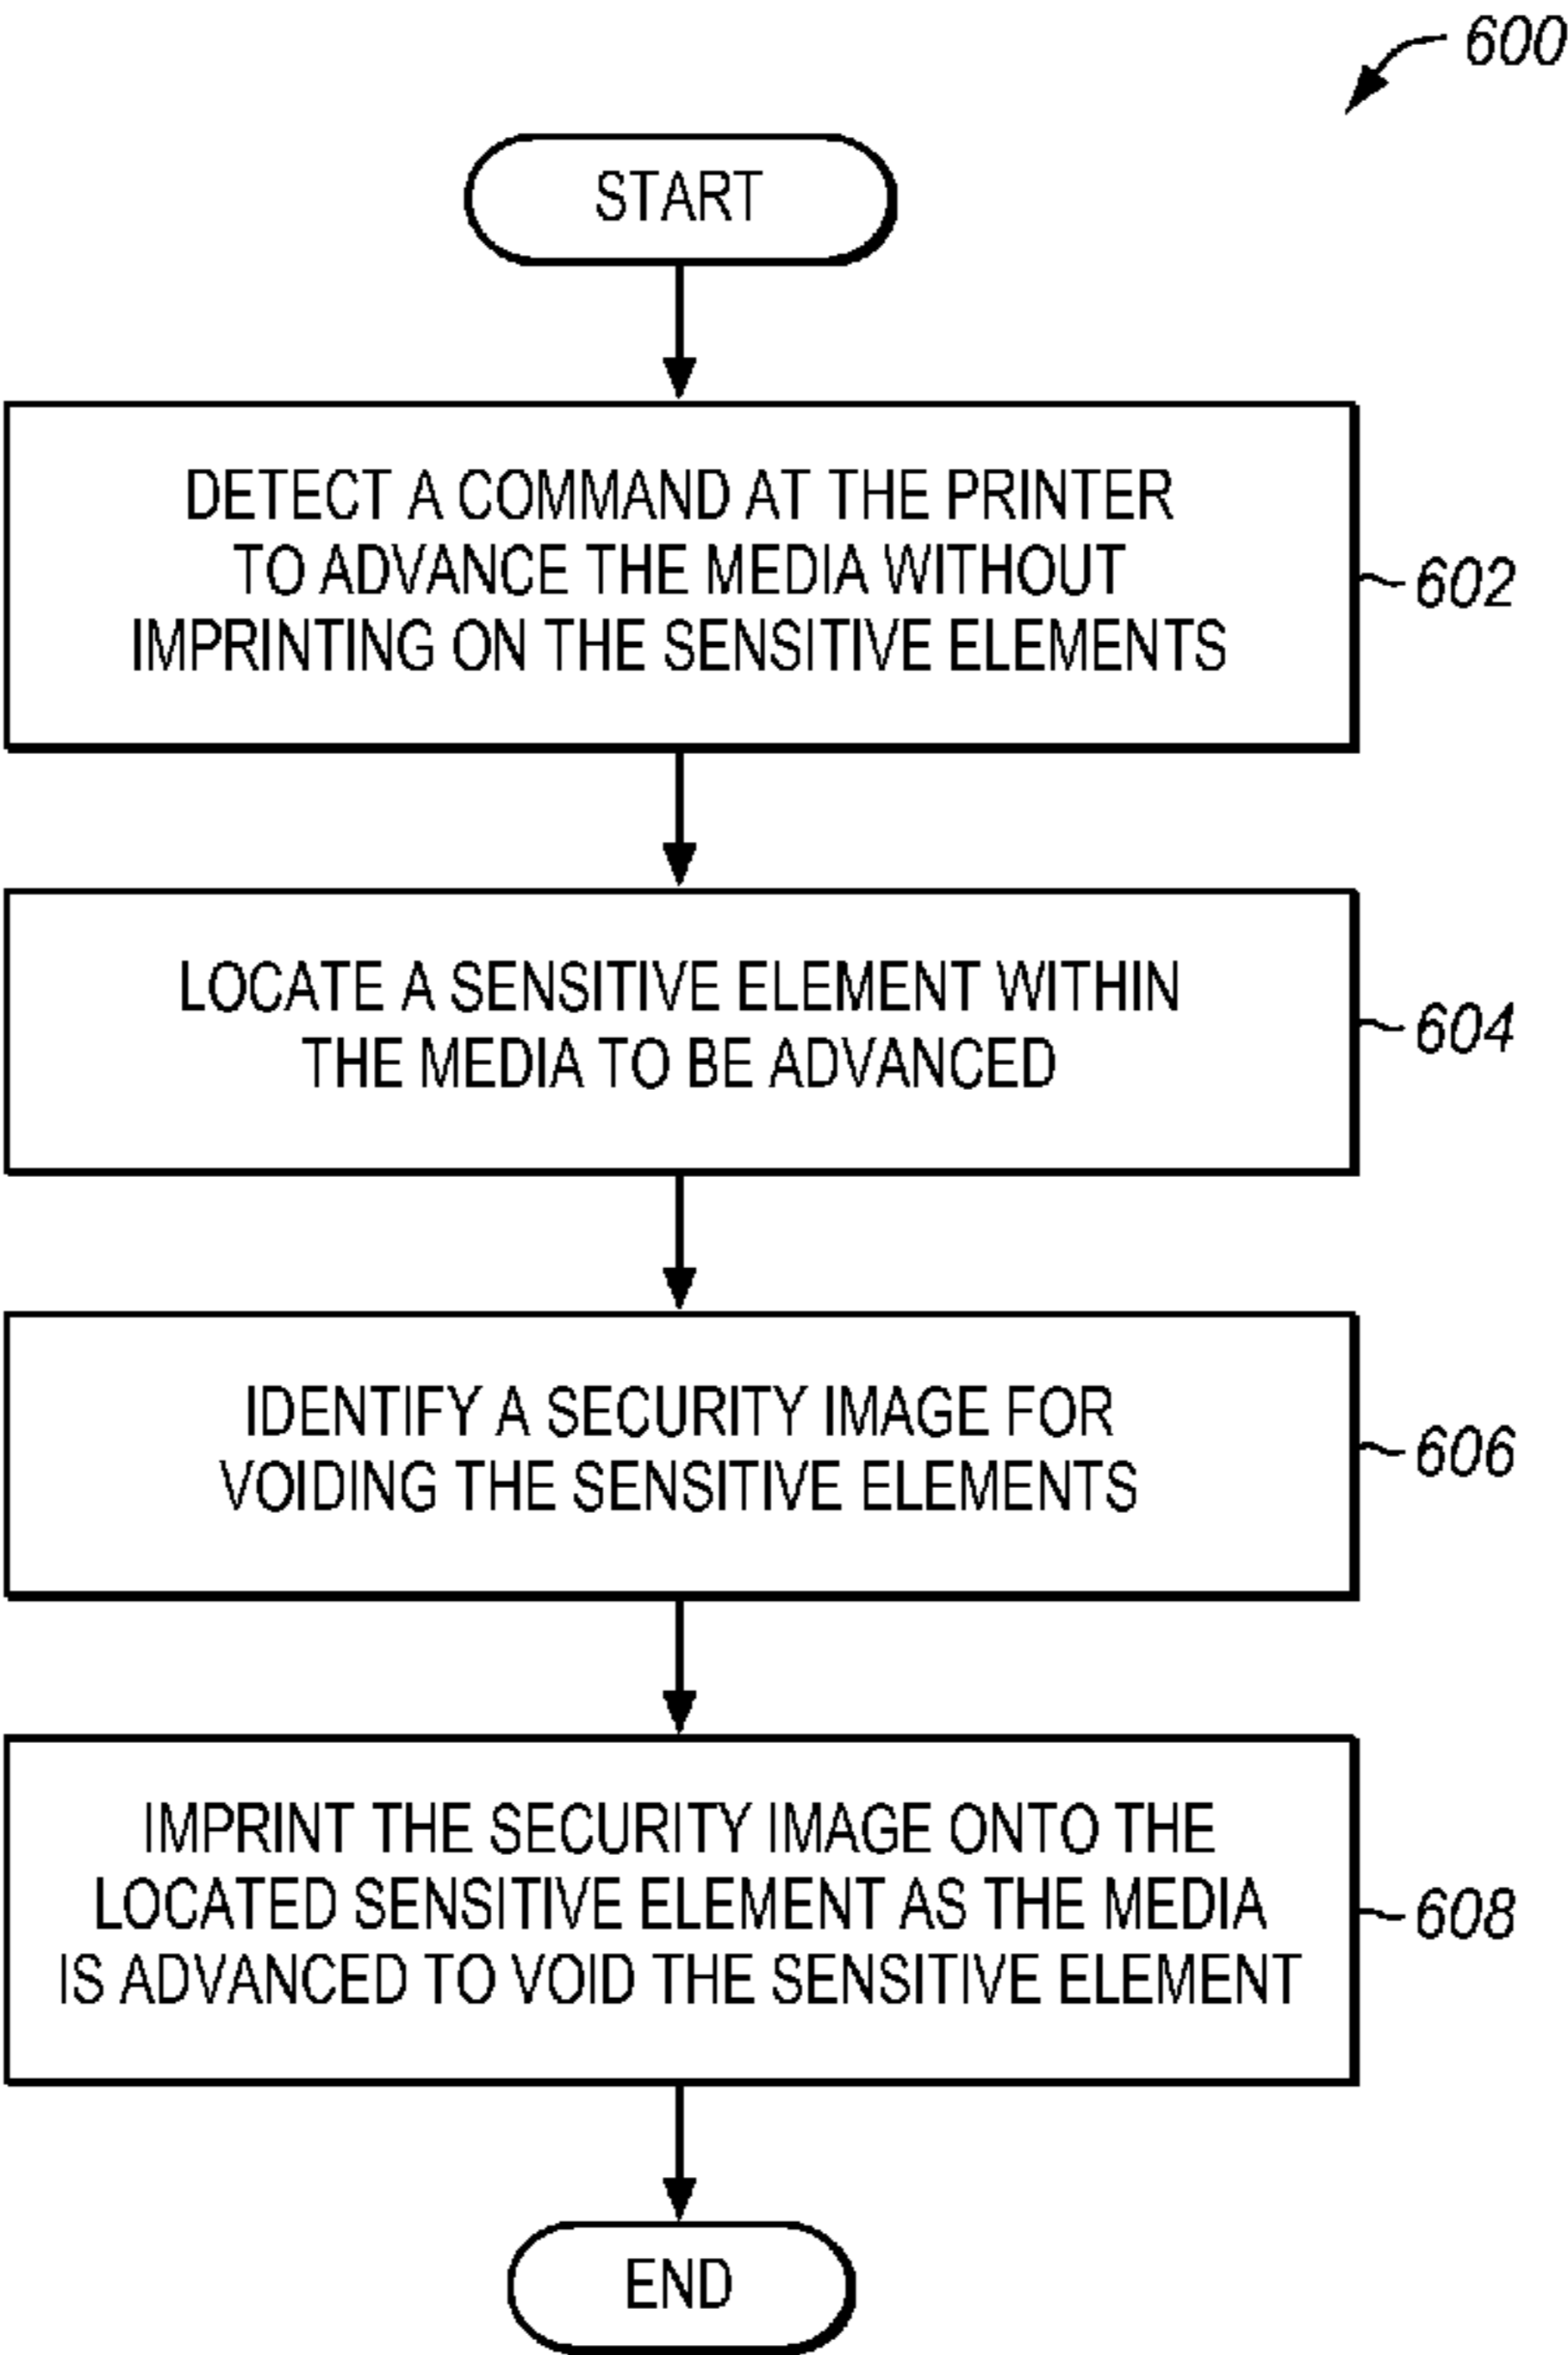 600
START
DETECT A COMMAND AT THE PRINTER
TO ADVANCE THE MEDIA WITHOUT
IMPRINTING ON THE SENSITIVE ELEMENTS
602
LOCATE A SENSITIVE ELEMENT WITHIN
THE MEDIA TO BE ADVANCED
604
IDENTIFY A SECURITY IMAGE FOR
VOIDING THE SENSITIVE ELEMENTS
606
IMPRINT THE SECURITY IMAGE ONTO THE
LOCATED SENSITIVE ELEMENT AS THE MEDIA
IS ADVANCED TO VOID THE SENSITIVE ELEMENT
608
END